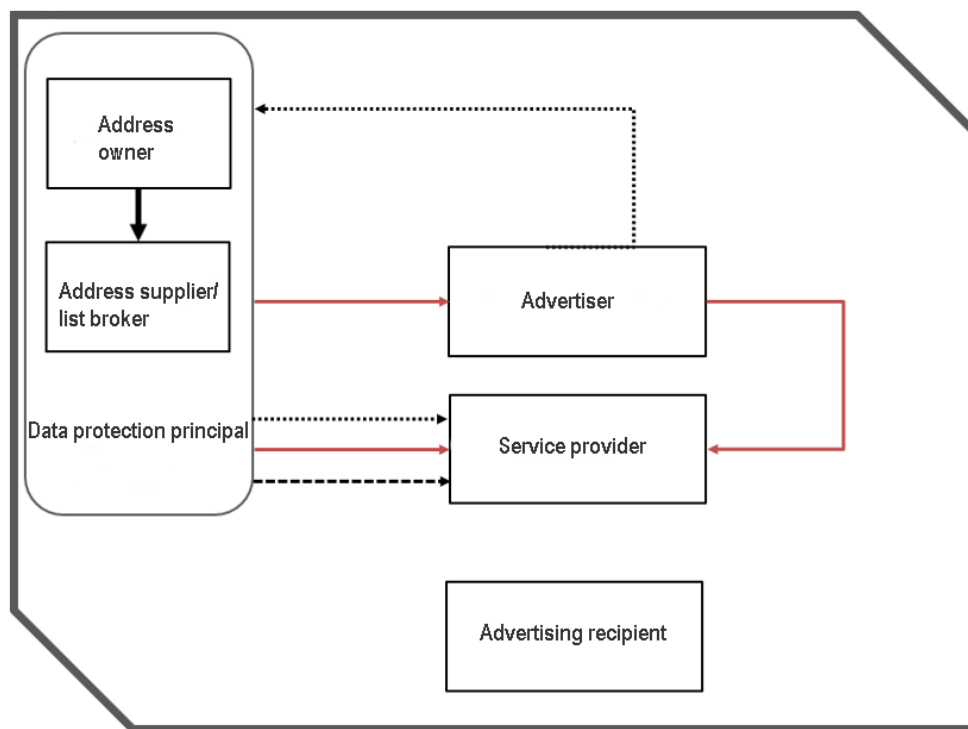 Address
owner
Address supplier/
list broker
Advertiser
Data protection principal
Service provider
Advertising recipient